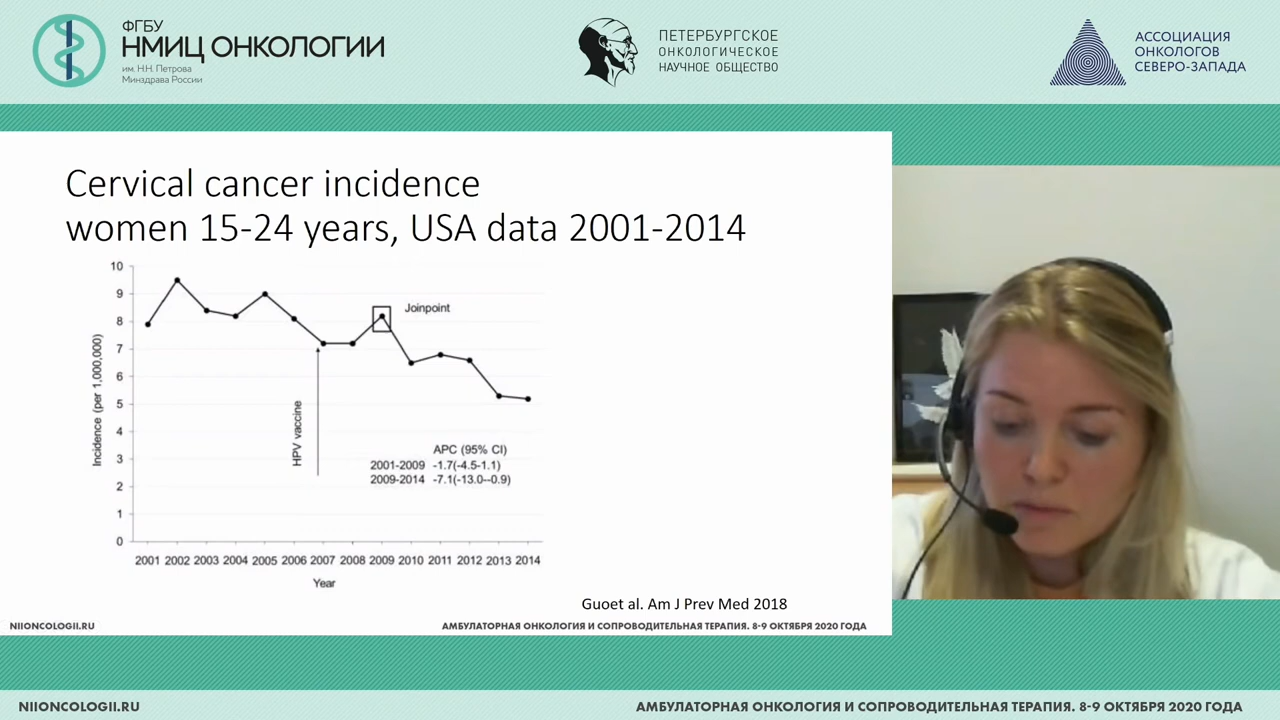 ФГБУ
НМИЦ ОНКОЛОГИИ
им. Н.Н. Петрова
Минздрава России
ПЕТЕРБУРГСКОЕ
ОНКОЛОГИЧЕСКОЕ
НАУЧНОЕ ОБЩЕСТВО
АССОЦИАЦИЯ
ОНКОЛОГОВ
СЕВЕРО-ЗАПАДА
Cervical cancer incidence
women 15-24 years, USA data 2001-2014
10
9
8
7
6
5
4
3
2
1
0
Incidence (per 1,000,000)
Joinpoint
HPV vaccine
APC (95% CI)
2001-2009 -1.7(-4.5-1.1)
2009-2014 -7.1(-13.0--0.9)
2001 2002 2003 2004 2005 2006 2007 2008 2009 2010 2011 2012 2013 2014
Year
Guoet al. Am J Prev Med 2018
NIIONCOLOGII.RU
АМБУЛАТОРНАЯ ОНКОЛОГИЯ И СОПРОВОДИТЕЛЬНАЯ ТЕРАПИЯ. 8-9 ОКТЯБРЯ 2020 ГОДА
NIIONCOLOGII.RU
АМБУЛАТОРНАЯ ОНКОЛОГИЯ И СОПРОВОДИТЕЛЬНАЯ ТЕРАПИЯ. 8-9 ОКТЯБРЯ 2020 ГОДА